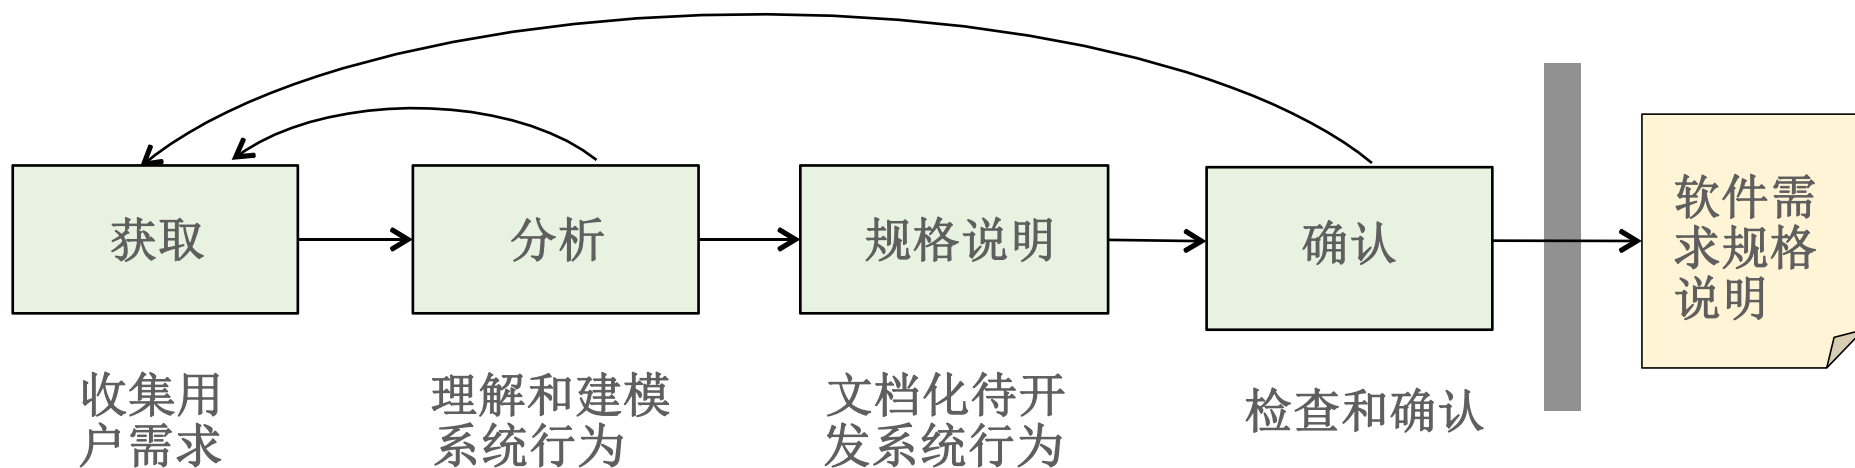 获取
分析
规格说明
确认
软件需
求规格
说明
收集用
户需求
理解和建模
系统行为
文档化待开
发系统行为
检查和确认